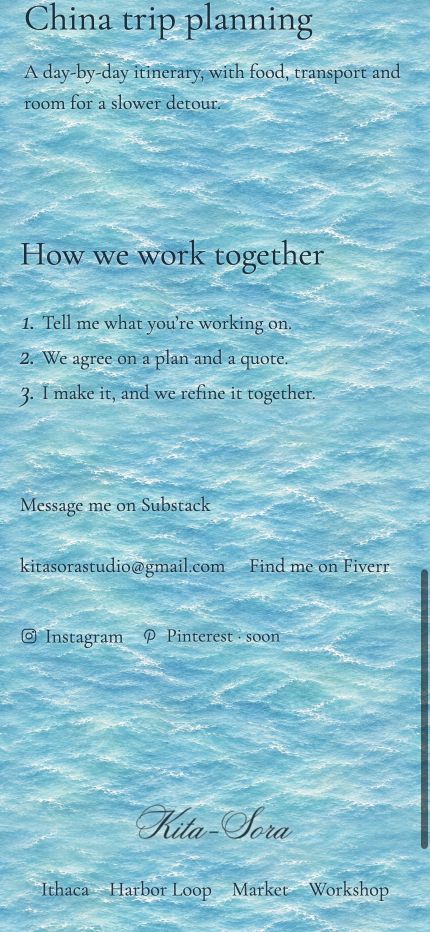 China trip planning
A day-by-day itinerary, with food, transport and
room for a slower detour.
How we work together
1. Tell me what you’re working on.
2. We agree on a plan and a quote.
3. I make it, and we refine it together.
Message me on Substack
kitasorastudio@gmail.com Find me on Fiverr
Instagram Pinterest · soon
Kita-Sora
Ithaca Harbor Loop Market Workshop